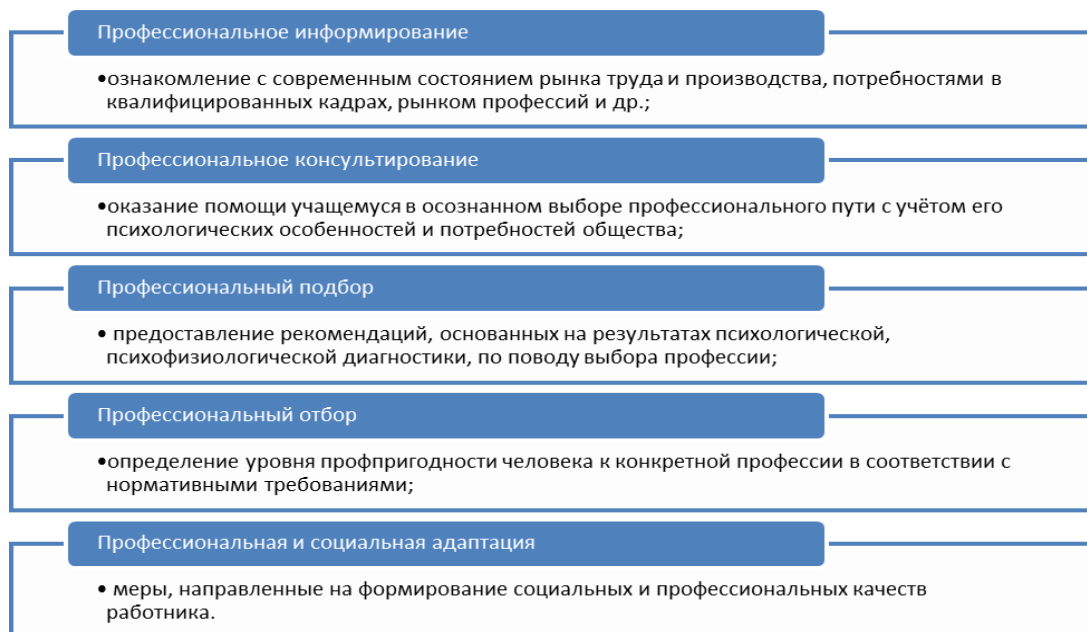 Профессиональное информирование
•ознакомление с современным состоянием рынка труда и производства, потребностями в
квалифицированных кадрах, рынком профессий и др.;
Профессиональное консультирование
•оказание помощи учащемуся в осознанном выборе профессионального пути с учётом его
психологических особенностей и потребностей общества;
Профессиональный подбор
• предоставление рекомендаций, основанных на результатах психологической,
психофизиологической диагностики, по поводу выбора профессии;
Профессиональный отбор
•определение уровня профпригодности человека к конкретной профессии в соответствии с
нормативными требованиями;
Профессиональная и социальная адаптация
• меры, направленные на формирование социальных и профессиональных качеств
работника.